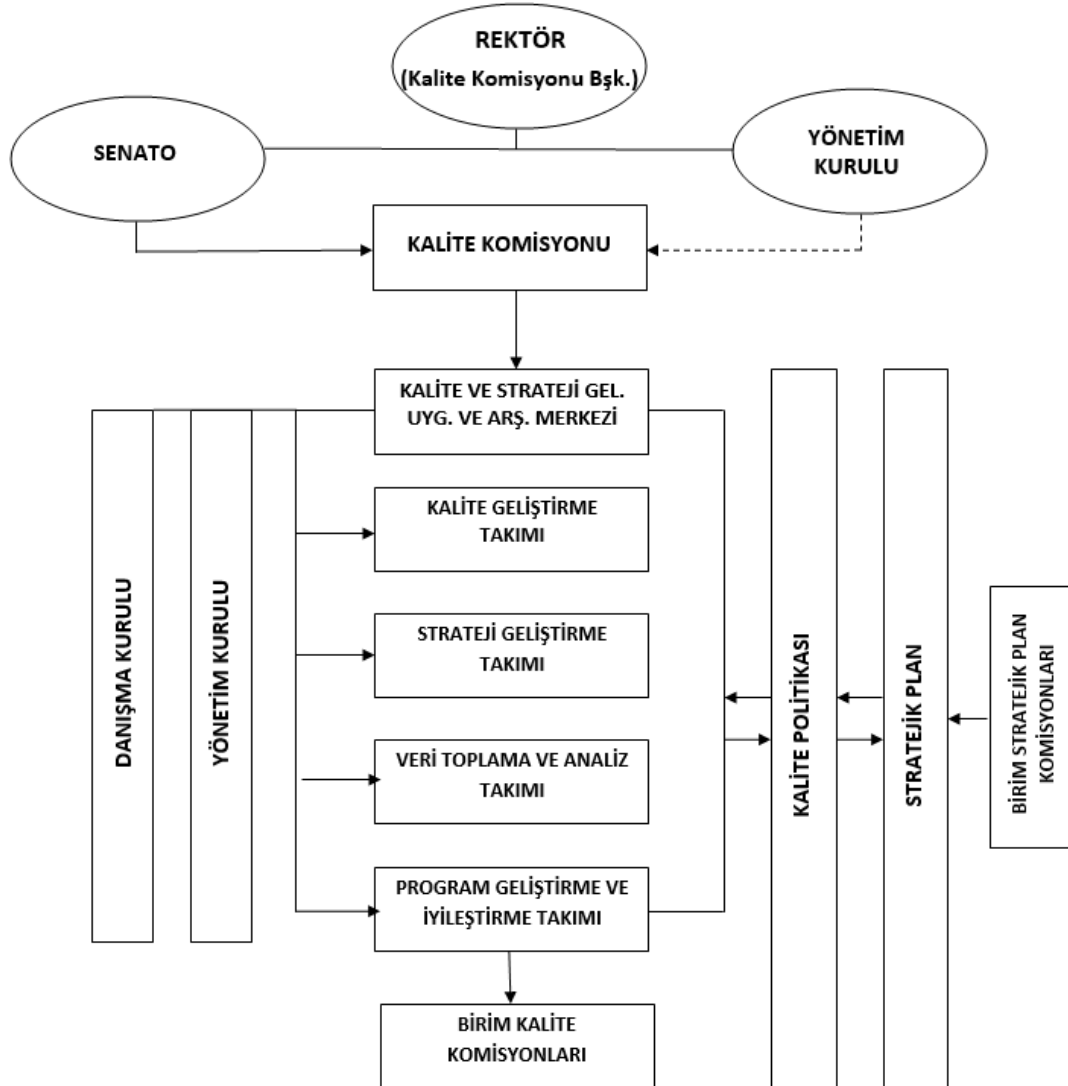 REKTÖR
(Kalite Komisyonu Bşk.)
SENATO
YÖNETİM
KURULU
KALİTE KOMİSYONU
KALİTE VE STRATEJİ GEL.
UYG. VE ARŞ. MERKEZİ
DANIŞMA KURULU
YÖNETİM KURULU
KALİTE GELİŞTİRME
TAKIMI
STRATEJİ GELİŞTİRME
TAKIMI
VERİ TOPLAMA VE ANALİZ
TAKIMI
PROGRAM GELİŞTİRME VE
İYİLEŞTİRME TAKIMI
BİRİM KALİTE
KOMİSYONLARI
KALİTE POLİTİKASI
STRATEJİK PLAN
BİRİM STRATEJİK PLAN
KOMİSYONLARI